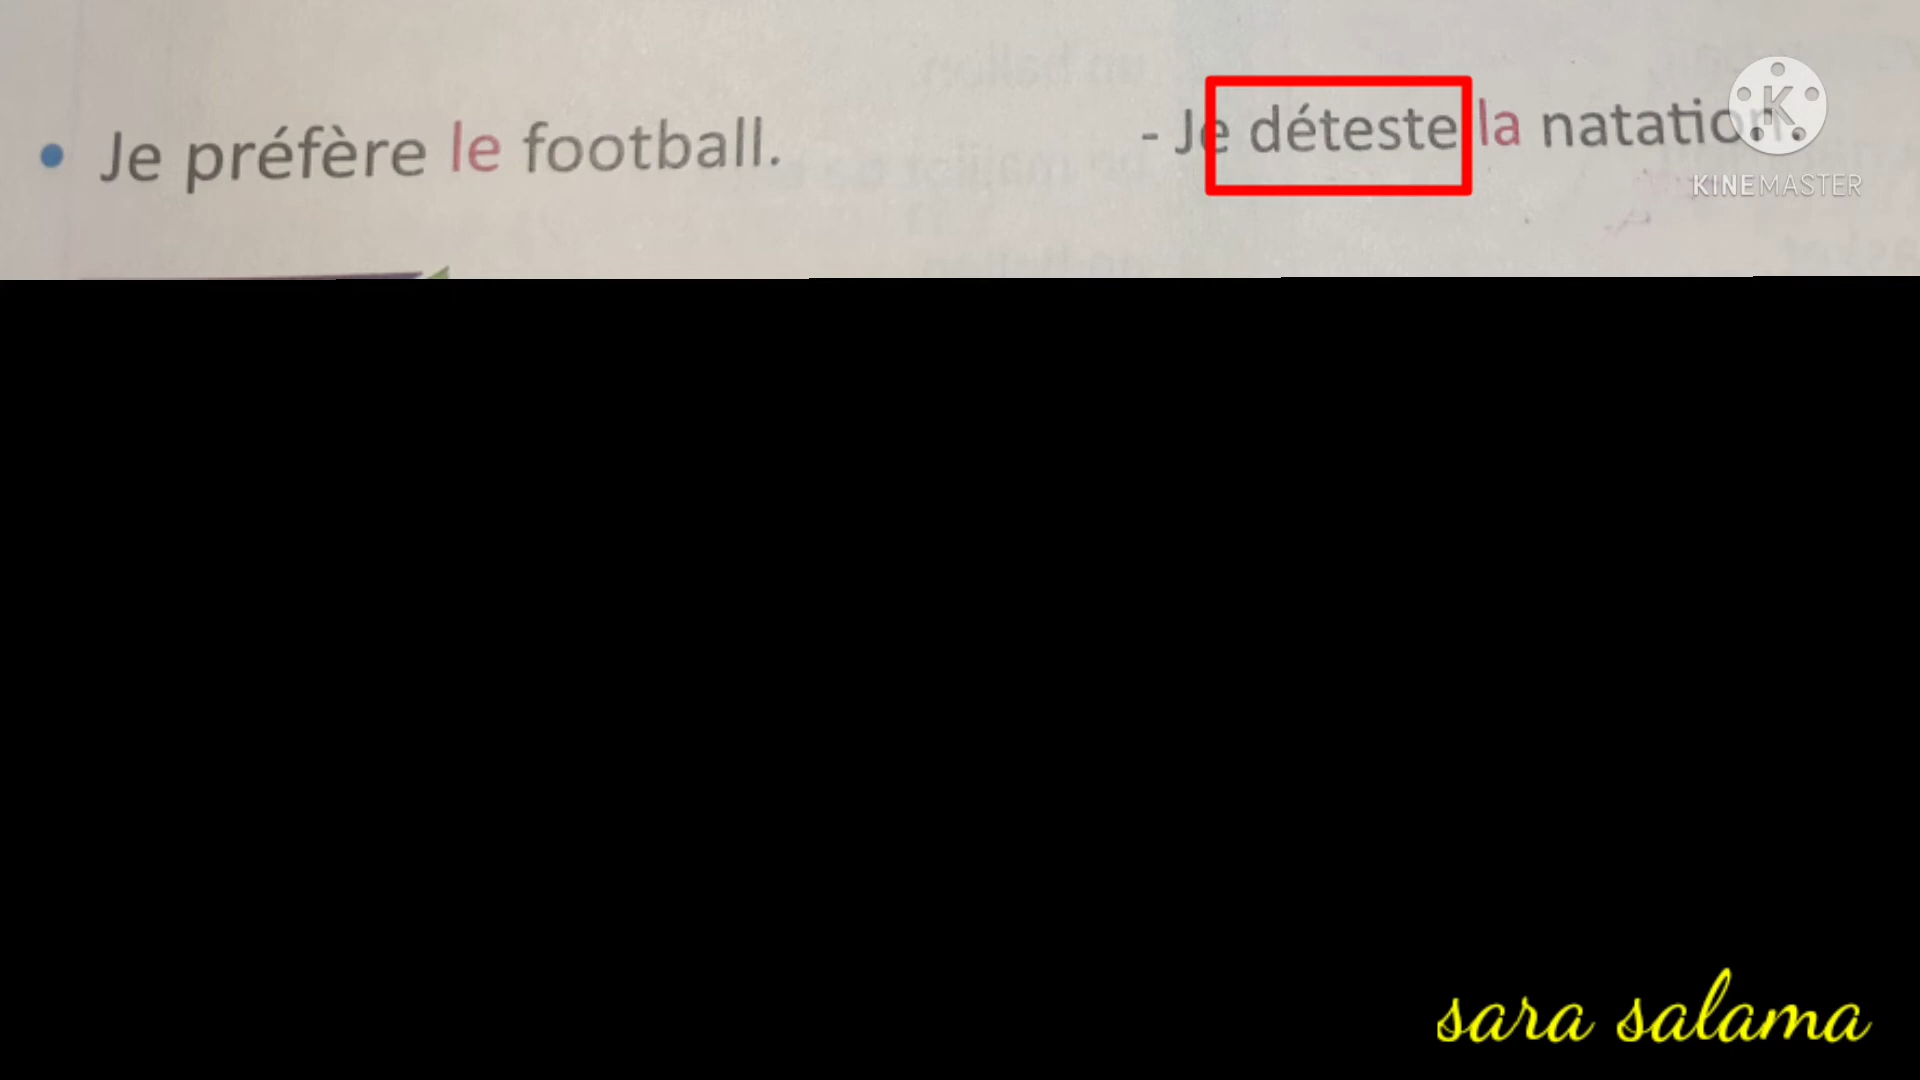 • Je préfère le football. - Je déteste la natation.
KINEMASTER
sara salama